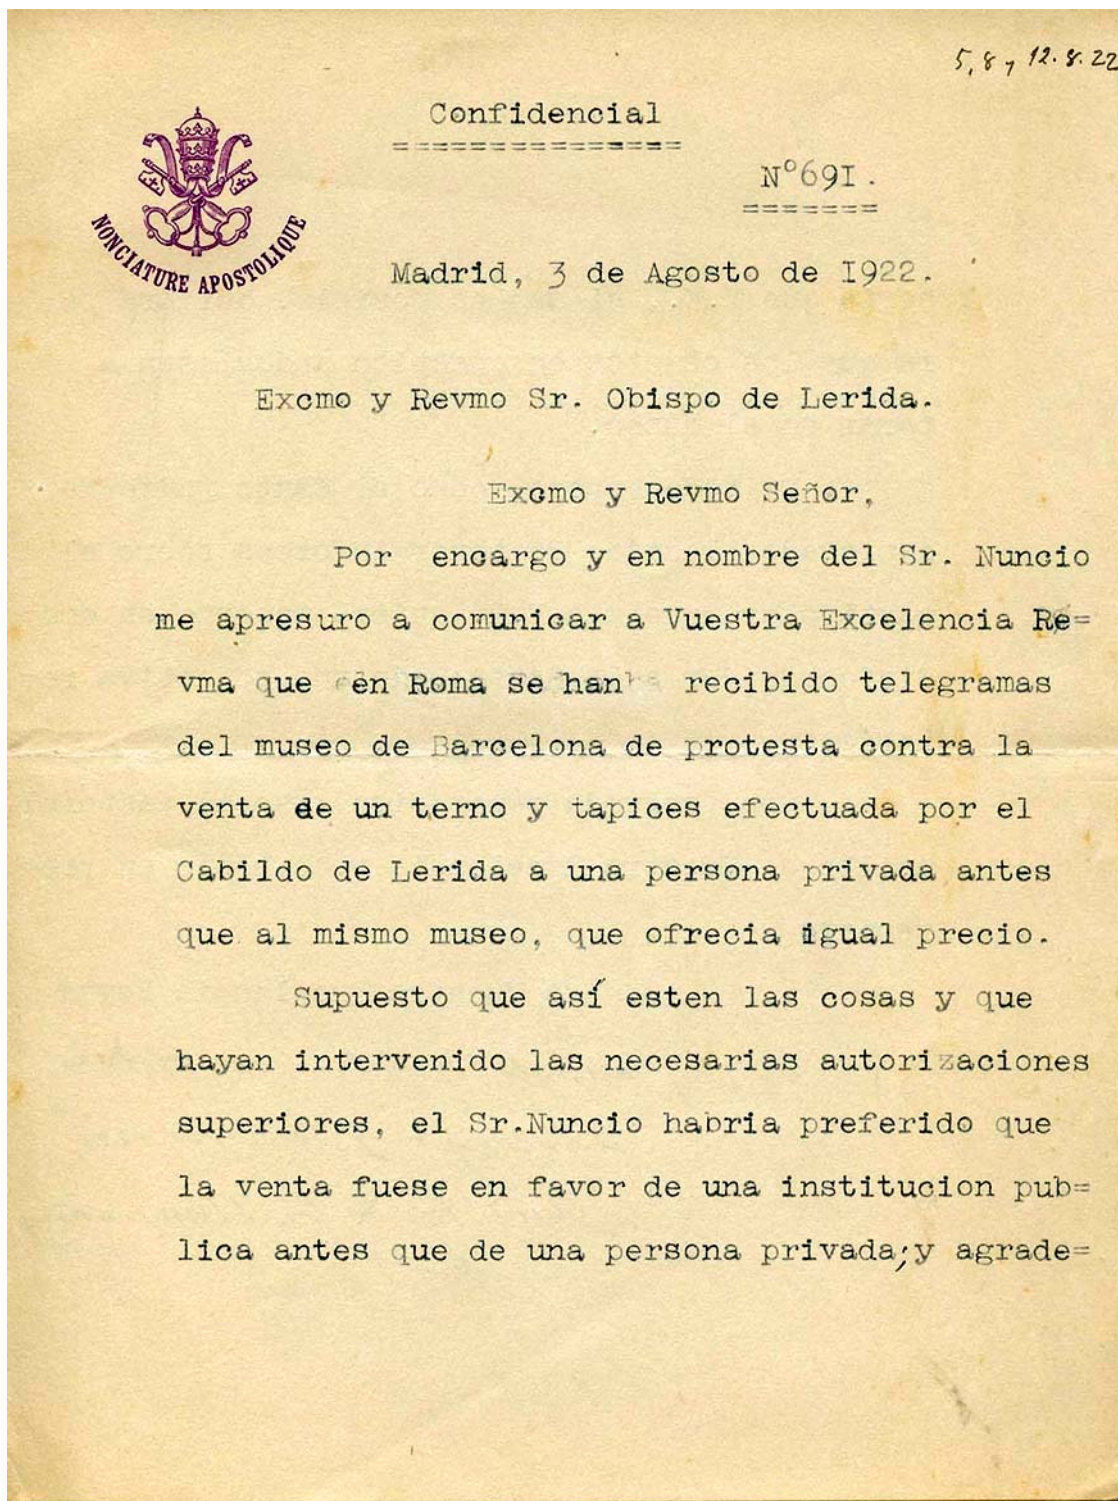 5, 8 y 12.8.22
Confidencial
===============
Nº69I.
=======
NONCIATURE APOSTOLIQUE
Madrid, 3 de Agosto de I922.
Excmo y Revmo Sr. Obispo de Lerida.
Excmo y Revmo Señor,
Por encargo y en nombre del Sr. Nuncio
me apresuro a comunicar a Vuestra Excelencia Re=
vma que en Roma se han recibido telegramas
del museo de Barcelona de protesta contra la
venta de un terno y tapices efectuada por el
Cabildo de Lerida a una persona privada antes
que al mismo museo, que ofrecia igual precio.
Supuesto que así esten las cosas y que
hayan intervenido las necesarias autorizaciones
superiores, el Sr.Nuncio habria preferido que
la venta fuese en favor de una institucion pub=
lica antes que de una persona privada;y agrade=